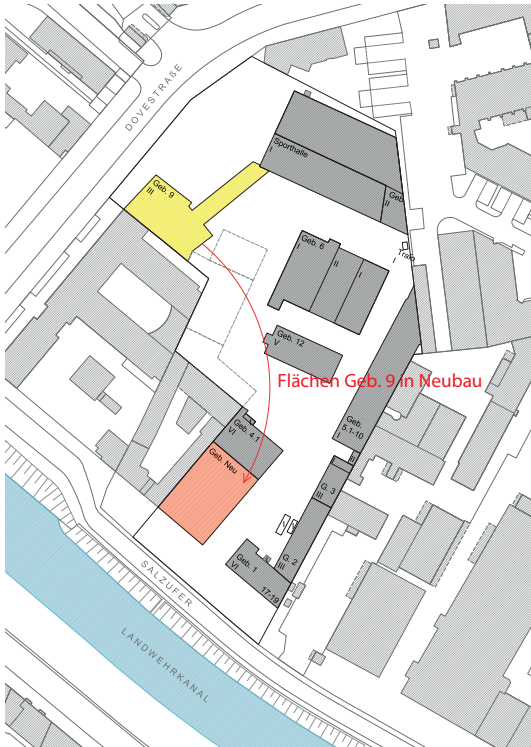 DOVESTRAßE
Sporthalle
I
Geb. 9
III
Geb
II
Geb. 6
I
II
I
Trafo
I
Geb. 12
V
Flächen Geb. 9 in Neubau
Geb.
5.1-10
I
Geb. 4.1
VI
Geb. Neu
III
G. 3
III
G. 2
III
Geb. 1
VI
17-19
SALZUFER
LANDWEHRKANAL